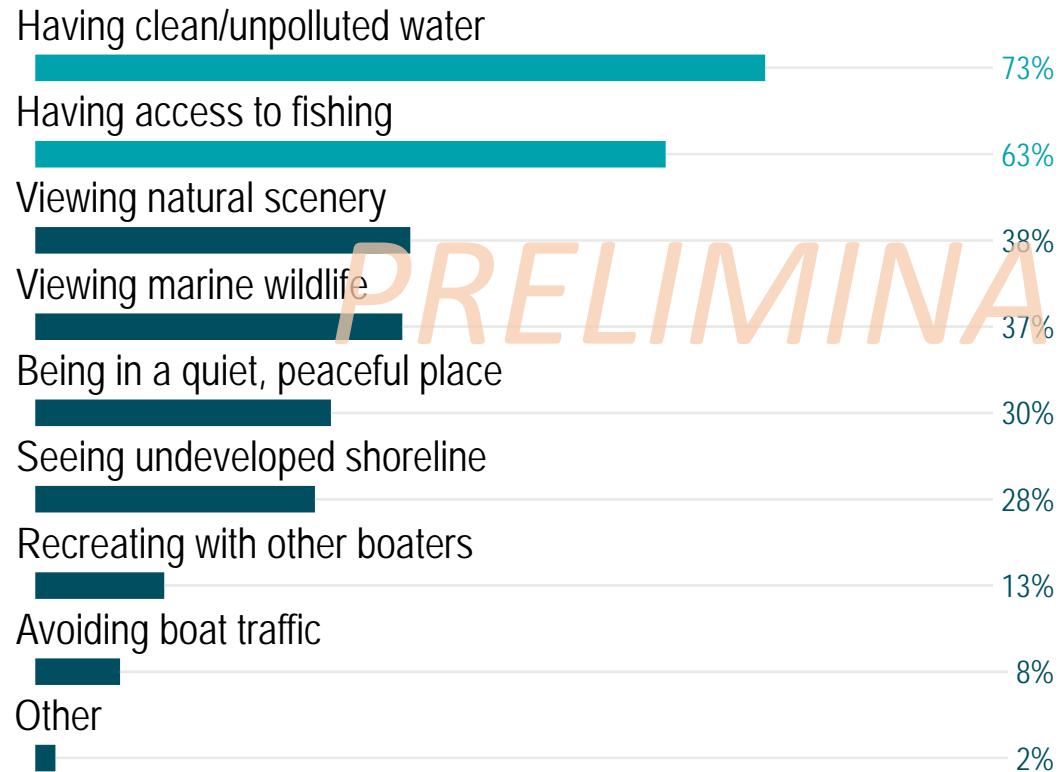 Having clean/unpolluted water
73%
Having access to fishing
63%
Viewing natural scenery
38%
Viewing marine wildlife
37%
PRELIMINA
Being in a quiet, peaceful place
30%
Seeing undeveloped shoreline
28%
Recreating with other boaters
13%
Avoiding boat traffic
8%
Other
2%